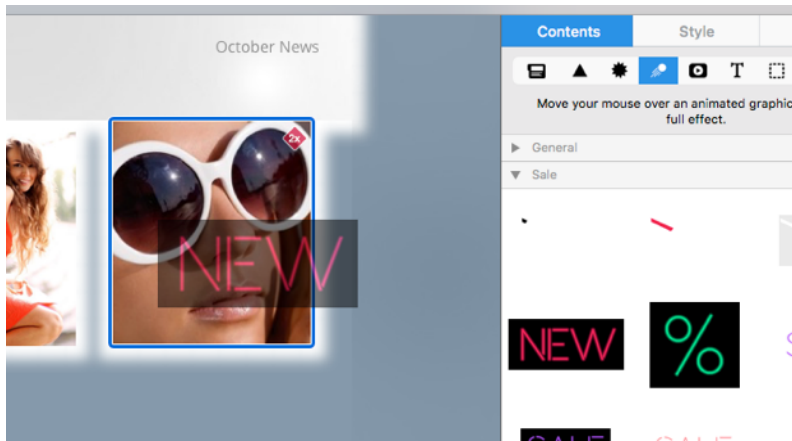 October News
2x
NEW
Contents
Style
T
Move your mouse over an animated graphic
full effect.
General
Sale
NEW
%